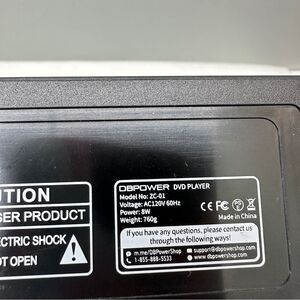 UTION
SER PRODUCT
ECTRIC SHOCK
OT OPEN
DBPOWER DVD PLAYER
Model No: ZC-01
Voltage: AC120V 60Hz
Power: 8W
Weight: 760g
Made in China
If you have any questions, please contact us
through the following ways!
m.me/DBPowerShop
1-855-888-5533
dbpowershop
www.dbpowershop.com